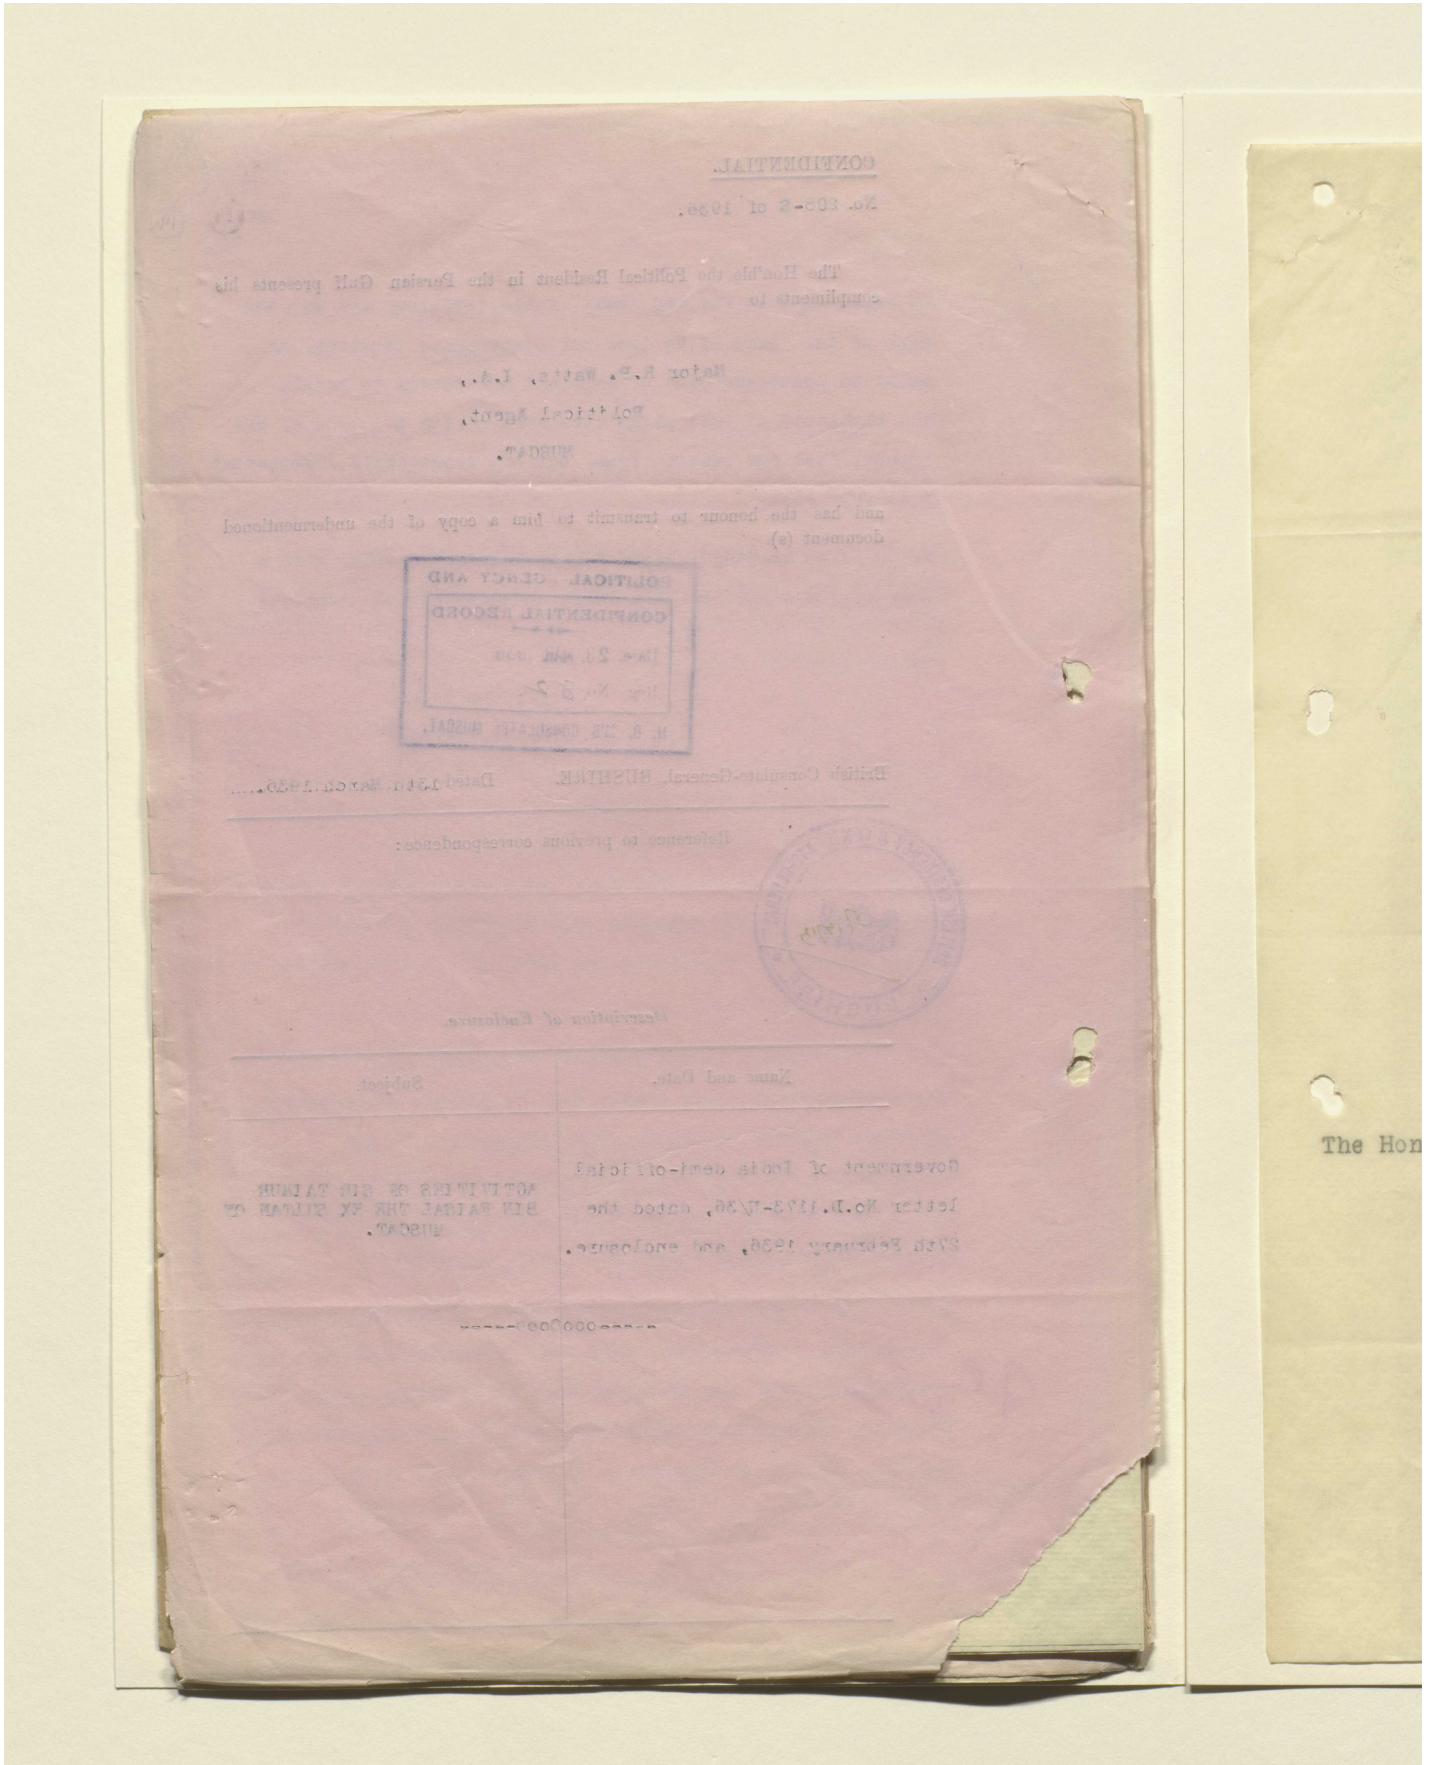 CONFIDENTIAL.
No. 208-S of 1936.
The Hon'ble the Political Resident in the Persian Gulf presents his
compliments to
Major R.P. Watts, I.A.,
Political Agent,
MUSCAT.
and has the honour to transmit to him a copy of the undermentioned
document (s).
POLITICAL AGENCY AND
CONFIDENTIAL RECORD
Date
Reg. No.
H. B. M'S CONSULATE: MUSCAT.
British Consulate-General, BUSHIRE.
Dated 13th March 1936.....
Reference to previous correspondence:
Description of Enclosure.
Name and Date.
Subject.
Government of India demi-official
letter No.D.1173-N/36, dated the
27th February 1936, and enclosure.
ACTIVITIES OF SIR TAIMUR
BIN FAISAL THE EX SULTAN OF
MUSCAT.
The Hon